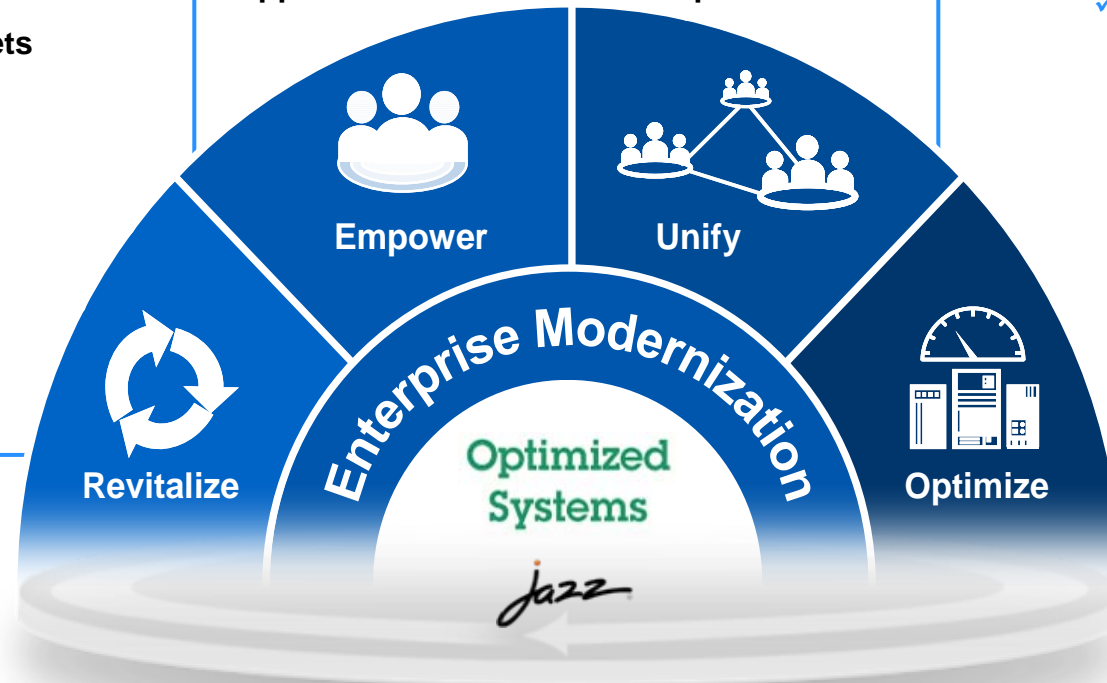 ets
Empower
Unify
Enterprise Modernization
Revitalize
Optimize
Optimized
Systems
jazz